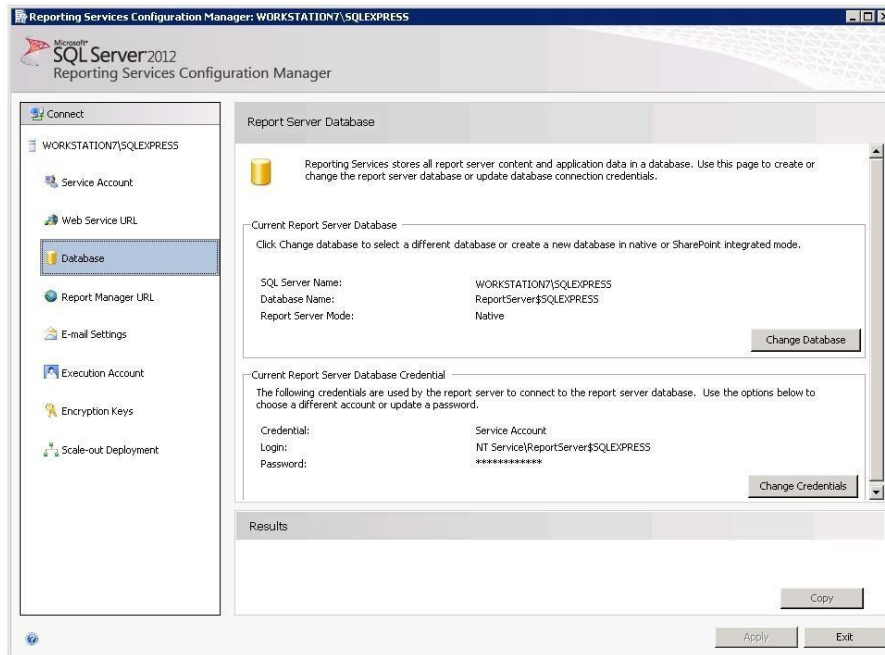 Reporting Services Configuration Manager: WORKSTATION7\SQLEXPRESS
Microsoft®
SQL Server 2012
Reporting Services Configuration Manager
Connect
WORKSTATION7\SQLEXPRESS
Service Account
Web Service URL
Database
Report Manager URL
E-mail Settings
Execution Account
Encryption Keys
Scale-out Deployment
Report Server Database
Reporting Services stores all report server content and application data in a database. Use this page to create or
change the report server database or update database connection credentials.
Current Report Server Database
Click Change database to select a different database or create a new database in native or SharePoint integrated mode.
SQL Server Name: WORKSTATION7\SQLEXPRESS
Database Name: ReportServer$SQLEXPRESS
Report Server Mode: Native
Change Database
Current Report Server Database Credential
The following credentials are used by the report server to connect to the report server database. Use the options below to
choose a different account or update a password.
Credential: Service Account
Login: NT Service\ReportServer$SQLEXPRESS
Password: ************
Change Credentials
Results
Copy
Apply Exit